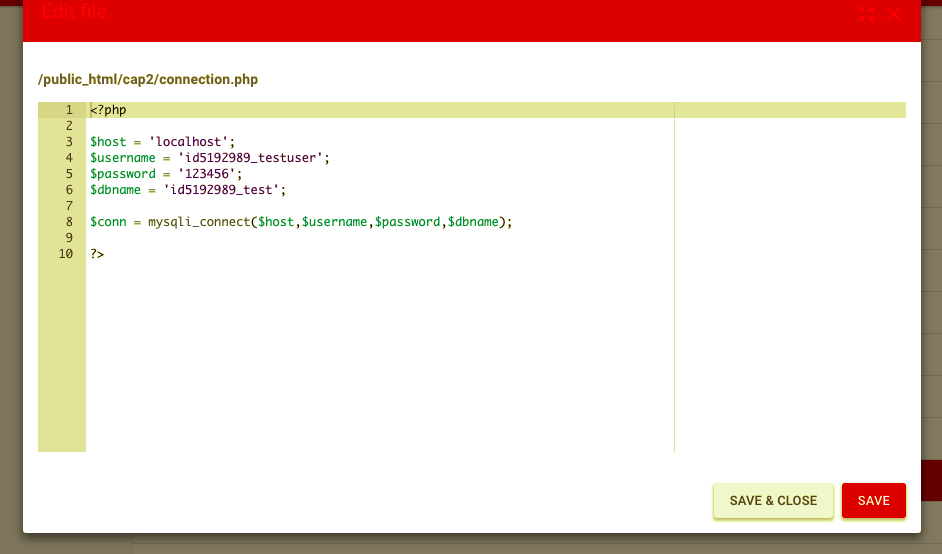 Edit file
/public_html/cap2/connection.php
1 <?php
2
3 $host = 'localhost';
4 $username = 'id5192989_testuser';
5 $password = '123456';
6 $dbname = 'id5192989_test';
7
8 $conn = mysqli_connect($host,$username,$password,$dbname);
9
10 ?>
SAVE & CLOSE SAVE